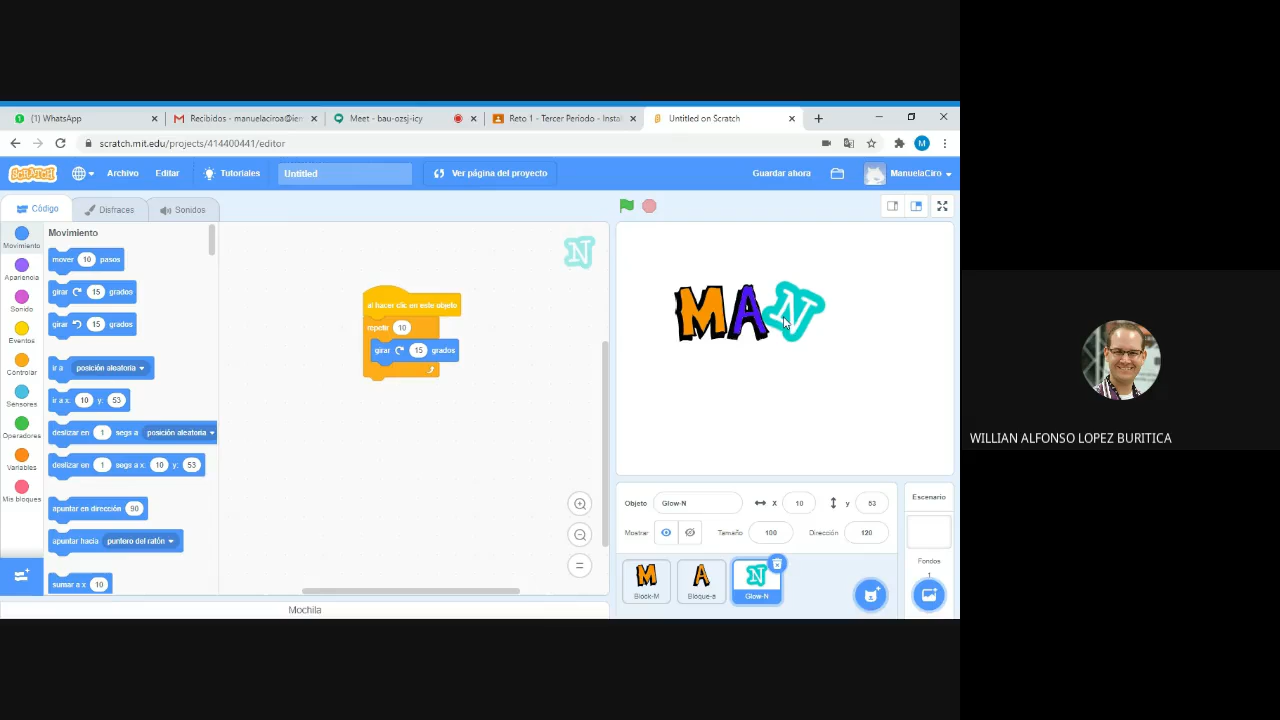 (1) WhatsApp
Recibidos - manuelaciroa@ier
Meet - bau-ozsj-icy
Reto 1 - Tercer Periodo - Instal
Untitled on Scratch
scratch.mit.edu/projects/414400441/editor
M
SCRATCH
Archivo
Editar
Tutoriales
Untitled
Ver página del proyecto
Guardar ahora
ManuelaCiro
Código
Disfraces
Sonidos
Movimiento
Apariencia
Sonido
Eventos
Controlar
Sensores
Operadores
Variables
Mis bloques
Movimiento
mover 10 pasos
girar 15 grados
girar 15 grados
ir a posición aleatoria
ir a x: 10 y: 53
deslizar en 1 segs a posición aleatoria
deslizar en 1 segs a x: 10 y: 53
apuntar en dirección 90
apuntar hacia puntero del ratón
sumar a x 10
N
al hacer clic en este objeto
repetir 10
girar 15 grados
Mochila
MAN
Objeto Glow-N x 10 y 53
Mostrar Tamaño 100 Dirección 120
M
Block-M
A
Bloque-a
N
Glow-N
Escenario
Fondos
1
WILLIAN ALFONSO LOPEZ BURITICA